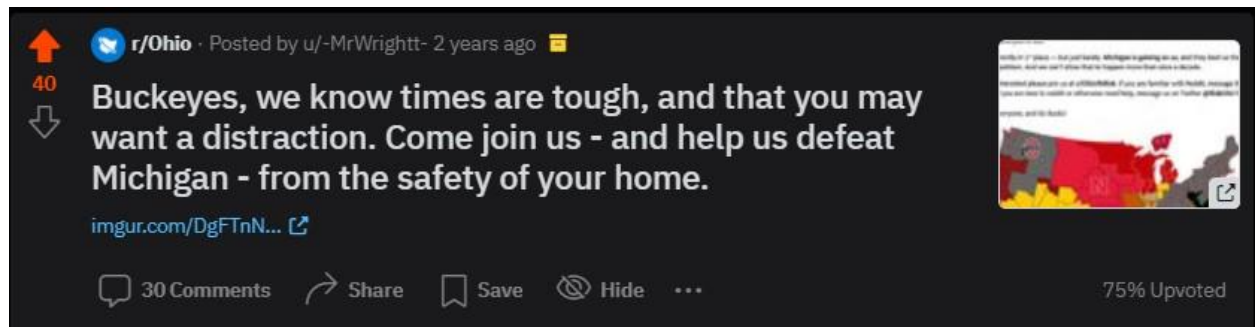 r/Ohio · Posted by u/-MrWrightt- 2 years ago
40
Buckeyes, we know times are tough, and that you may
want a distraction. Come join us - and help us defeat
Michigan - from the safety of your home.
imgur.com/DgFTnN...
30 Comments Share Save Hide ...
75% Upvoted